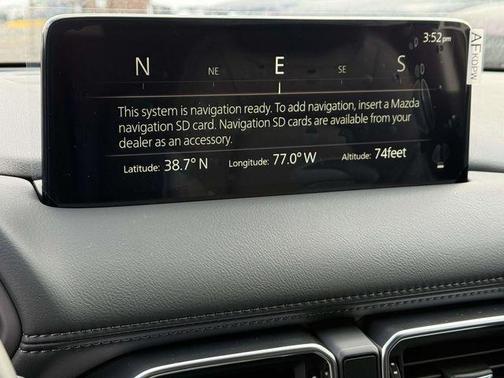 3:52pm
N NE E SE S
This system is navigation ready. To add navigation, insert a Mazda
navigation SD card. Navigation SD cards are available from your
dealer as an accessory.
Latitude: 38.7° N Longitude: 77.0° W Altitude: 74feet
AEKDPW